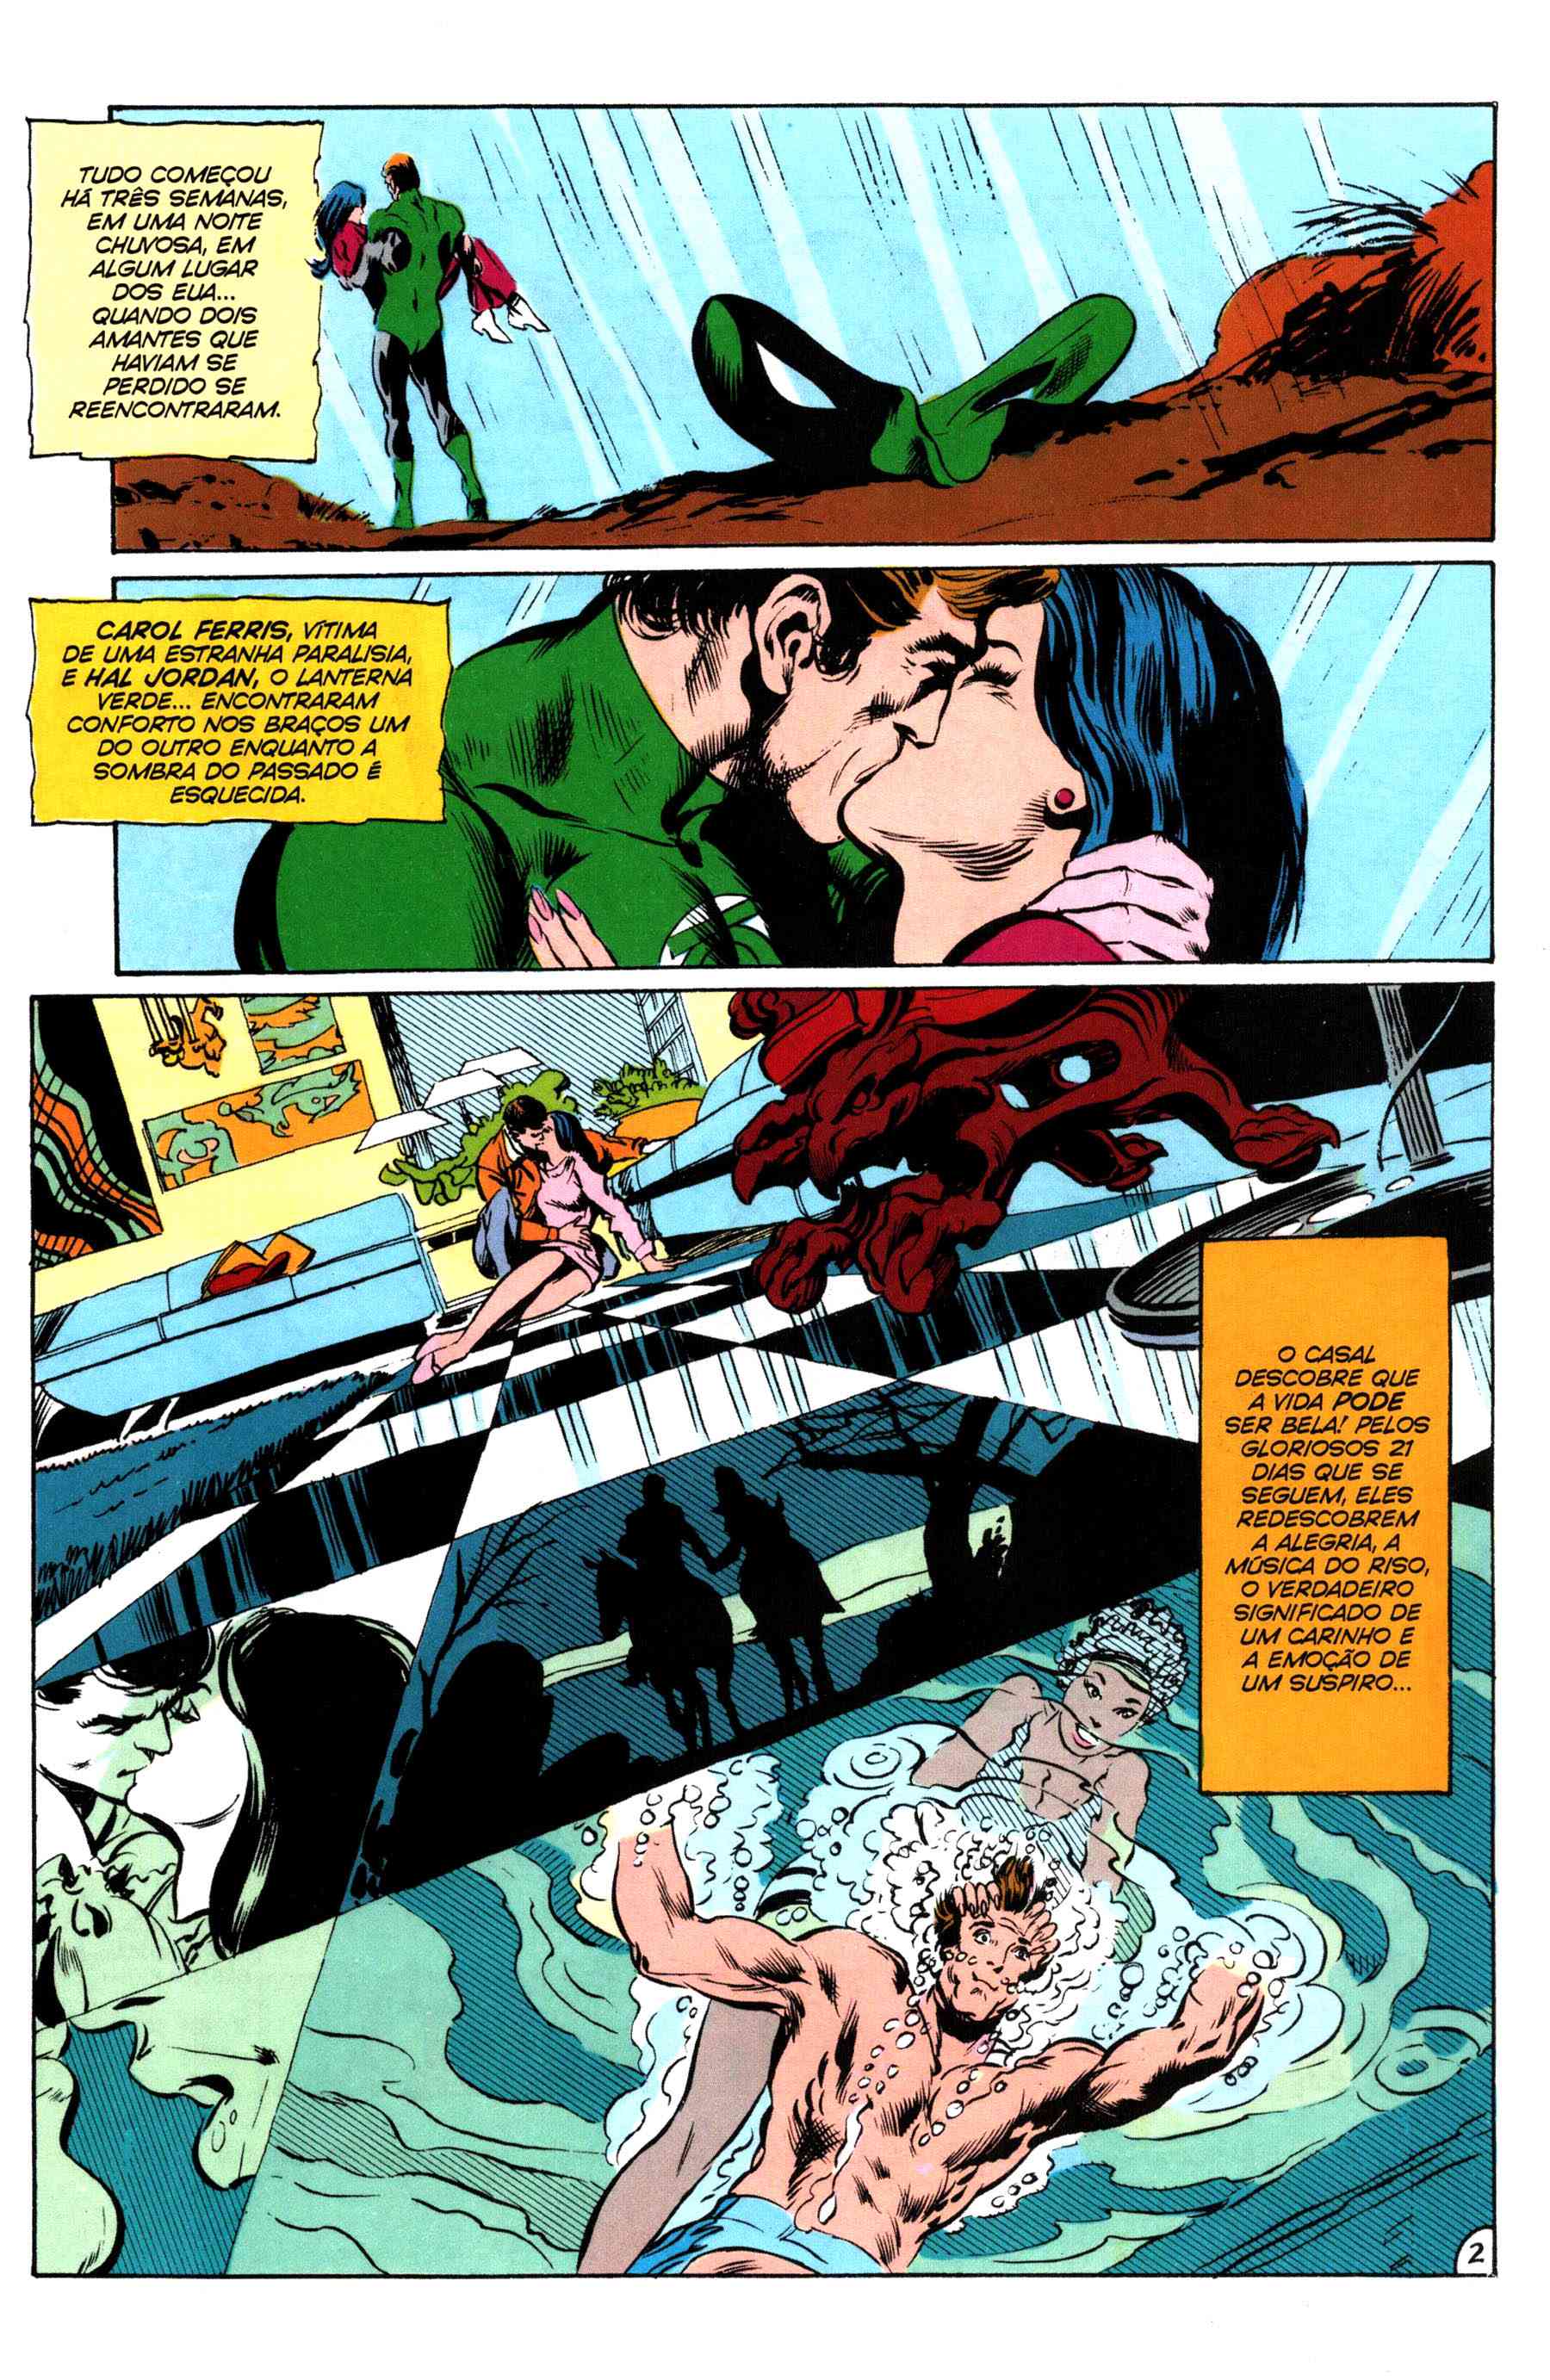 TUDO COMEÇOU
HÁ TRÊS SEMANAS,
EM UMA NOITE
CHUVOSA, EM
ALGUM LUGAR
DOS EUA...
QUANDO DOIS
AMANTES QUE
HAVIAM SE
PERDIDO SE
REENCONTRARAM.
CAROL FERRIS, VÍTIMA
DE UMA ESTRANHA PARALISIA,
E HAL JORDAN, O LANTERNA
VERDE... ENCONTRARAM
CONFORTO NOS BRAÇOS UM
DO OUTRO ENQUANTO A
SOMBRA DO PASSADO É
ESQUECIDA.
O CASAL
DESCOBRE QUE
A VIDA PODE
SER BELA! PELOS
GLORIOSOS 21
DIAS QUE SE
SEGUEM, ELES
REDESCOBREM
A ALEGRIA, A
MÚSICA DO RISO,
O VERDADEIRO
SIGNIFICADO DE
UM CARINHO E
A EMOÇÃO DE
UM SUSPIRO...
2